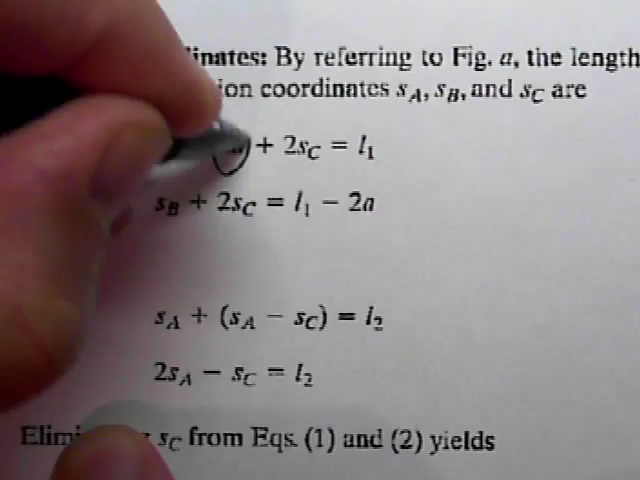 inates: By referring to Fig. a, the length
ion coordinates s_A, s_B, and s_C are
+ 2s_C = l_1
s_B + 2s_C = l_1 − 2a
s_A + (s_A − s_C) = l_2
2s_A − s_C = l_2
s_C from Eqs. (1) and (2) yields